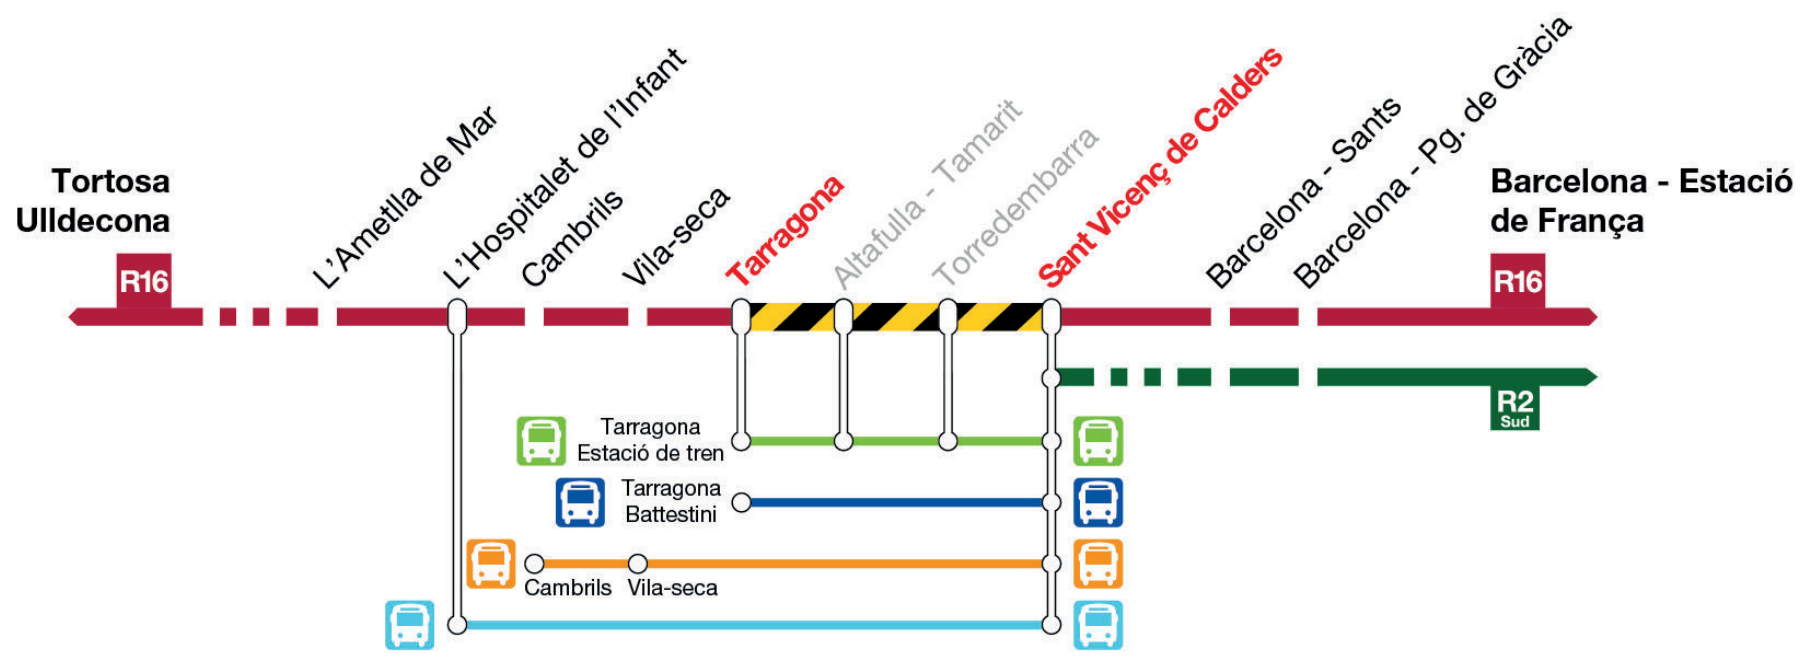 Tortosa
Ulldecona
R16
L'Ametlla de Mar
L'Hospitalet de l'Infant
Cambrils
Vila-seca
Tarragona
Altafulla - Tamarit
Torredembarra
Sant Vicenç de Calders
Barcelona - Sants
Barcelona - Pg. de Gràcia
Barcelona - Estació
de França
R16
R2
Sud
Tarragona
Estació de tren
Tarragona
Battestini
Cambrils
Vila-seca